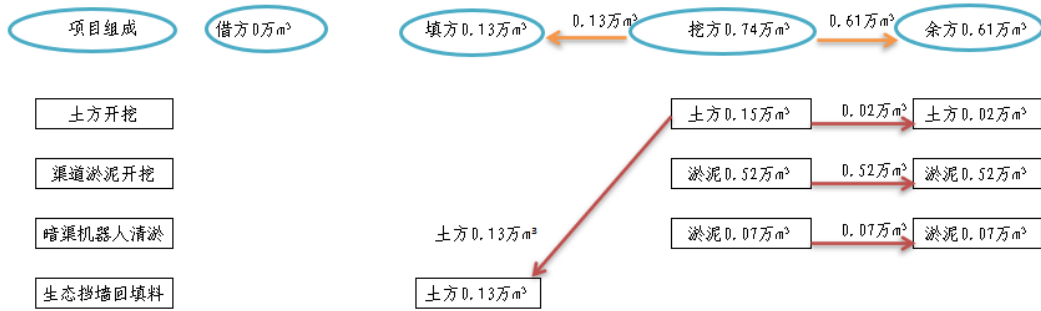 项目组成 借方0万m³ 填方0.13万m³ 0.13万m³ 挖方0.74万m³ 0.61万m³ 余方0.61万m³
土方开挖 土方0.15万m³ 0.02万m³ 土方0.02万m³
渠道淤泥开挖 淤泥0.52万m³ 0.52万m³ 淤泥0.52万m³
暗渠机器人清淤 土方0.13万m³ 淤泥0.07万m³ 0.07万m³ 淤泥0.07万m³
生态挡墙回填料 土方0.13万m³